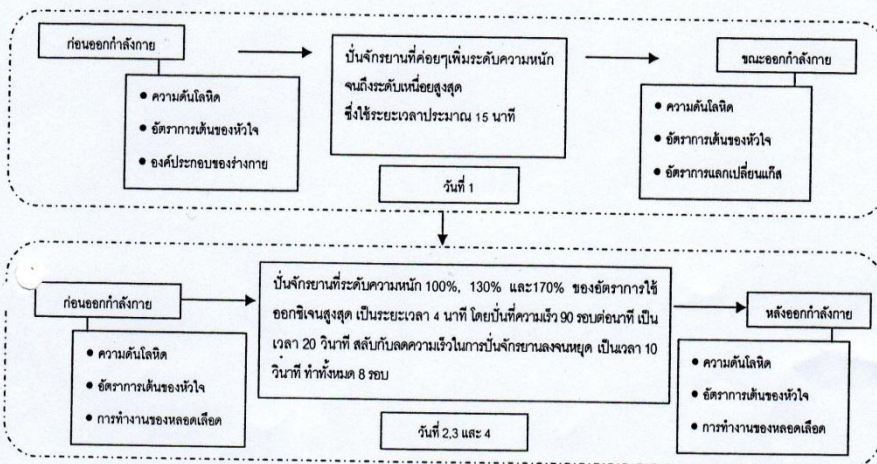 ก่อนออกกำลังกาย
• ความดันโลหิต
• อัตราการเต้นของหัวใจ
• องค์ประกอบของร่างกาย
ปั่นจักรยานที่ค่อยๆเพิ่มระดับความหนัก
จนถึงระดับเหนื่อยสูงสุด
ซึ่งใช้ระยะเวลาประมาณ 15 นาที
ขณะออกกำลังกาย
• ความดันโลหิต
• อัตราการเต้นของหัวใจ
• อัตราการแลกเปลี่ยนแก๊ส
วันที่ 1
ก่อนออกกำลังกาย
• ความดันโลหิต
• อัตราการเต้นของหัวใจ
• การทำงานของหลอดเลือด
ปั่นจักรยานที่ระดับความหนัก 100%, 130% และ170% ของอัตราการใช้
ออกซิเจนสูงสุด เป็นระยะเวลา 4 นาที โดยปั่นที่ความเร็ว 90 รอบต่อนาที เป็น
เวลา 20 วินาที สลับกับลดความเร็วในการปั่นจักรยานลงจนหยุด เป็นเวลา 10
วินาที ทำทั้งหมด 8 รอบ
หลังออกกำลังกาย
• ความดันโลหิต
• อัตราการเต้นของหัวใจ
• การทำงานของหลอดเลือด
วันที่ 2,3 และ 4